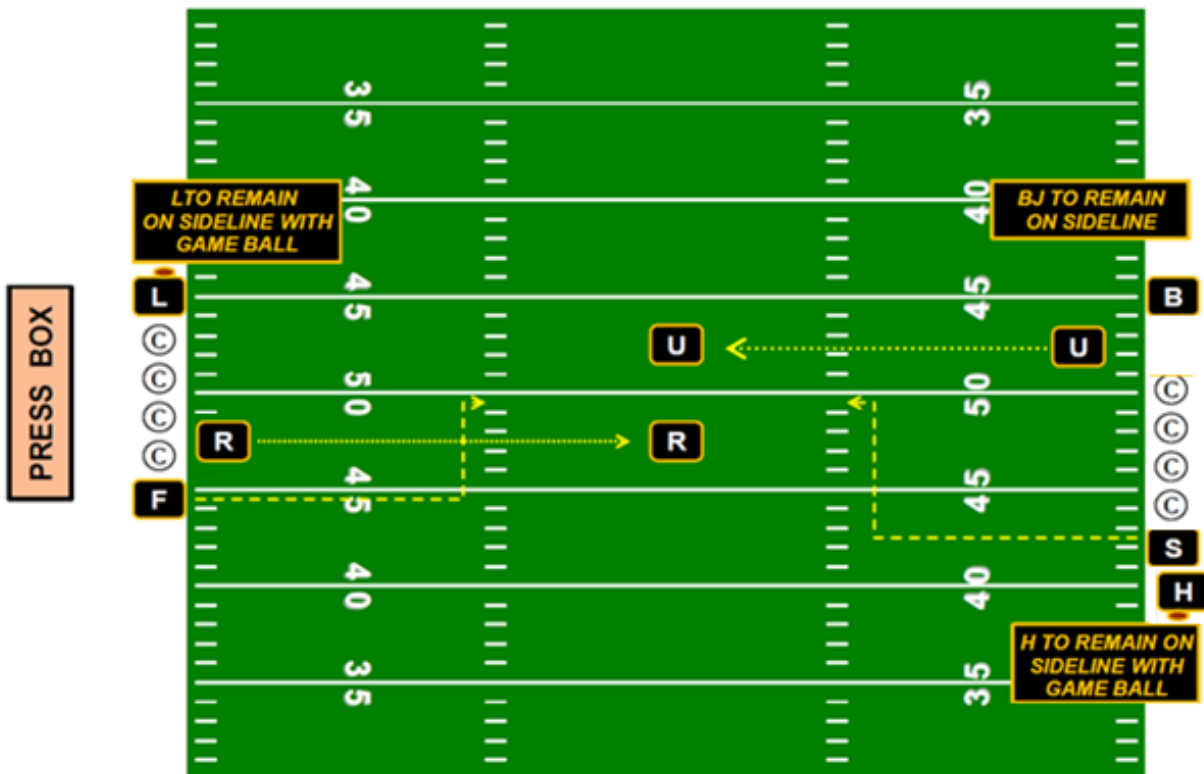 35
35
LTO REMAIN
ON SIDELINE WITH
GAME BALL
40
40
BJ TO REMAIN
ON SIDELINE
L
45
45
B
PRESS BOX
C
C
C
C
U
U
50
50
C
C
C
C
R
R
F
45
45
S
40
40
H
H TO REMAIN ON
SIDELINE WITH
GAME BALL
35
35